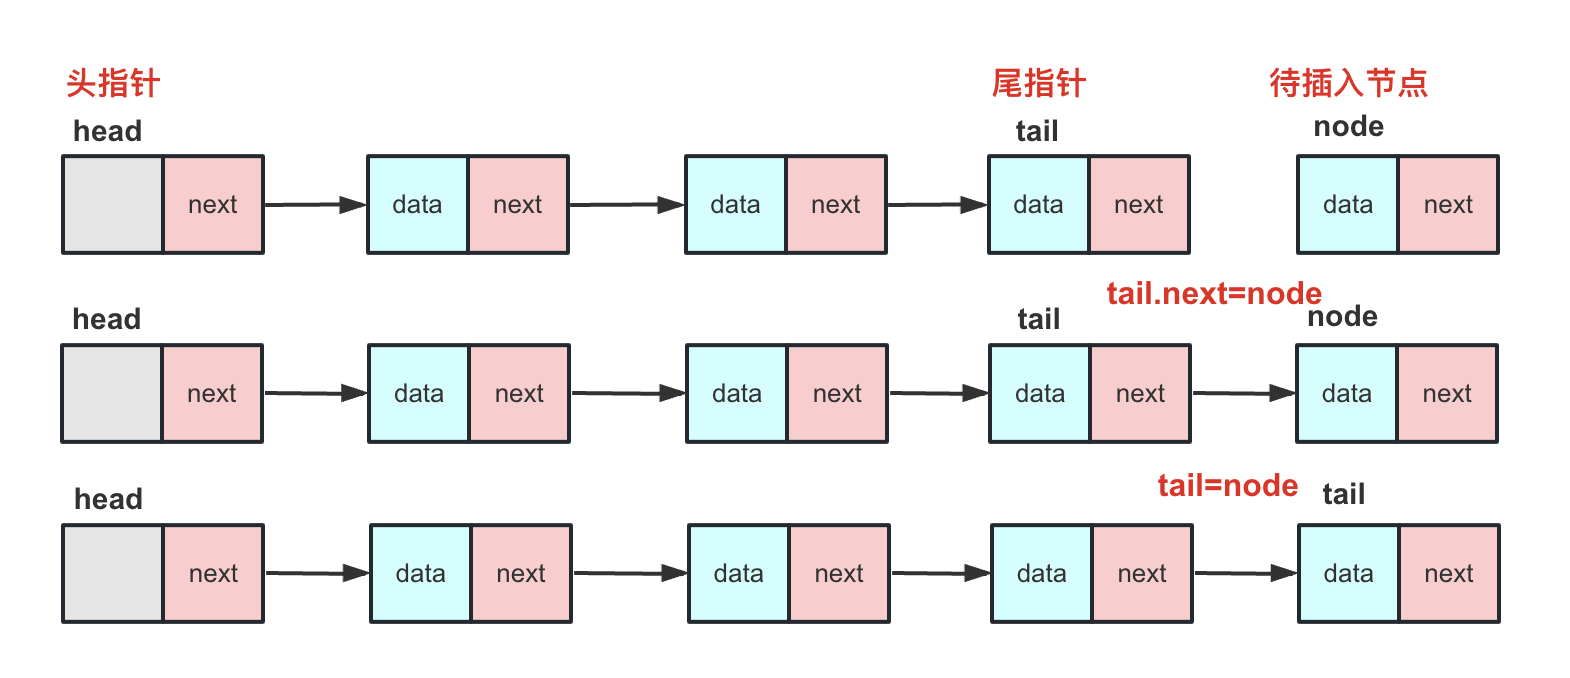 头指针 尾指针 待插入节点
head tail node
next data next data next data next data next
tail.next=node
head tail node
next data next data next data next data next
tail=node
head tail
next data next data next data next data next